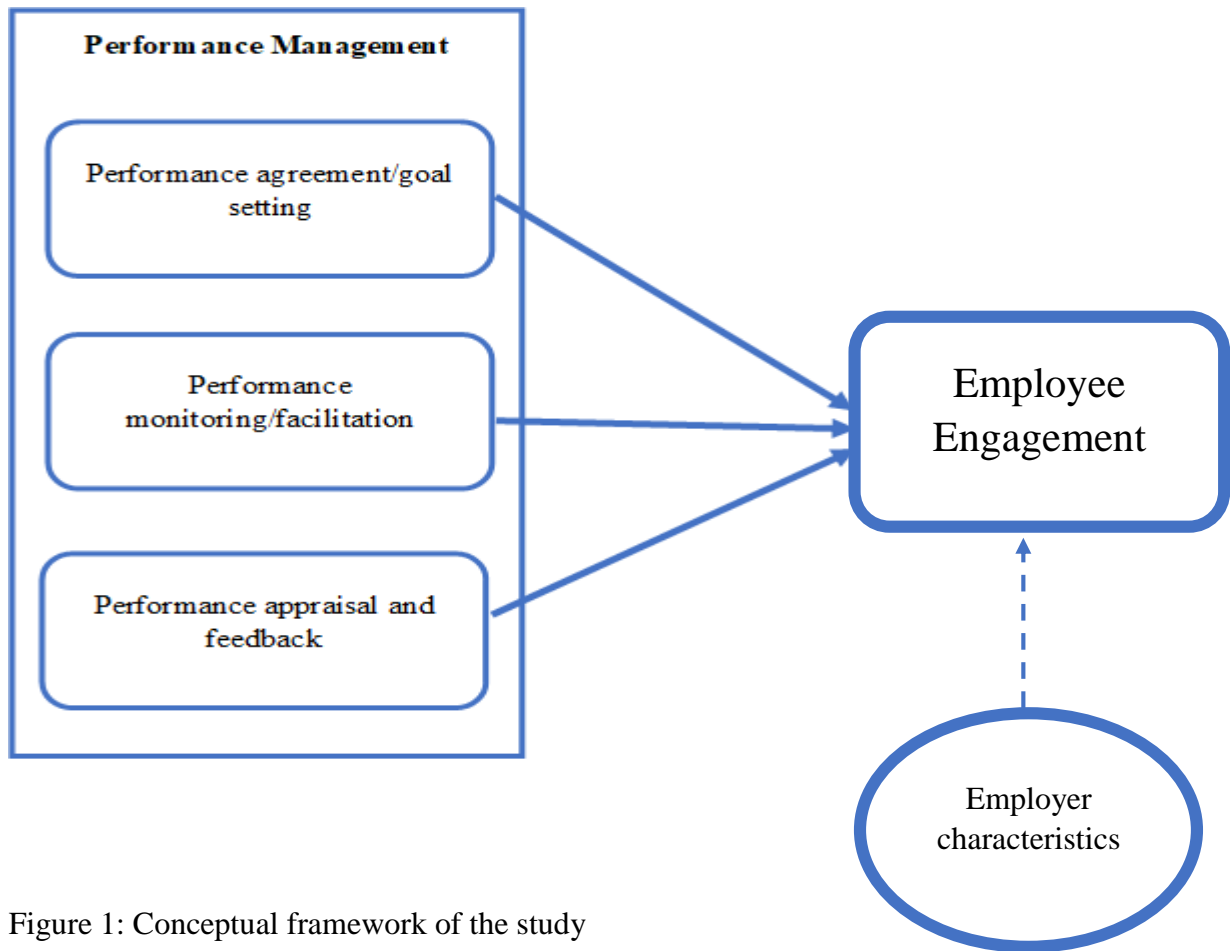 Performance Management
Performance agreement/goal
setting
Performance
monitoring/facilitation
Performance appraisal and
feedback
Employee
Engagement
Employer
characteristics
Figure 1: Conceptual framework of the study